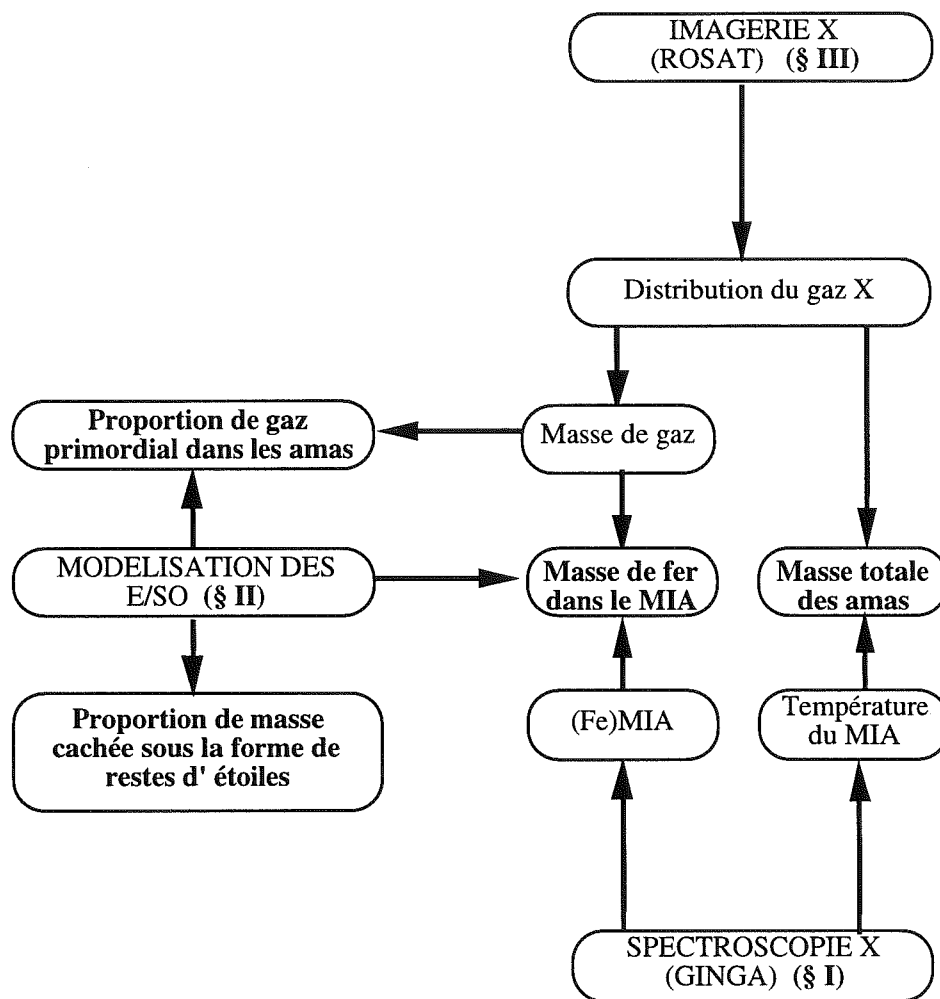 IMAGERIE X
(ROSAT) (§ III)
Distribution du gaz X
Proportion de gaz
primordial dans les amas
Masse de gaz
MODELISATION DES
E/SO (§ II)
Masse de fer
dans le MIA
Masse totale
des amas
Proportion de masse
cachée sous la forme de
restes d' étoiles
(Fe)MIA
Température
du MIA
SPECTROSCOPIE X
(GINGA) (§ I)